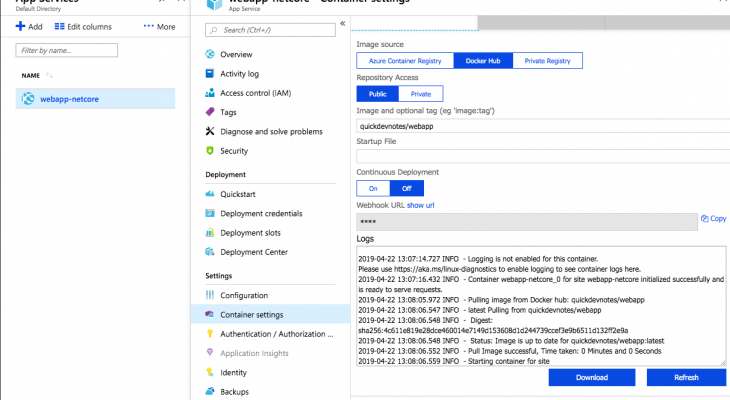 App Services
Default Directory
Add
Edit columns
More
Filter by name...
NAME
webapp-netcore
webapp-netcore - Container settings
App Service
Search (Ctrl+/)
Overview
Activity log
Access control (IAM)
Tags
Diagnose and solve problems
Security
Deployment
Quickstart
Deployment credentials
Deployment slots
Deployment Center
Settings
Configuration
Container settings
Authentication / Authorization ...
Application Insights
Identity
Backups
Image source
Azure Container Registry
Docker Hub
Private Registry
Repository Access
Public
Private
Image and optional tag (eg 'image:tag')
quickdevnotes/webapp
Startup File
Continuous Deployment
On
Off
Webhook URL show url
****
Copy
Logs
2019-04-22 13:07:14.727 INFO - Logging is not enabled for this container.
Please use https://aka.ms/linux-diagnostics to enable logging to see container logs here.
2019-04-22 13:07:16.432 INFO - Container webapp-netcore_0 for site webapp-netcore initialized successfully and
is ready to serve requests.
2019-04-22 13:08:05.972 INFO - Pulling image from Docker hub: quickdevnotes/webapp
2019-04-22 13:08:06.547 INFO - latest Pulling from quickdevnotes/webapp
2019-04-22 13:08:06.548 INFO - Digest:
sha256:4c611e819e28dce460014e7149d153608d1d244739ccef3e9b6511d132ff2e9a
2019-04-22 13:08:06.548 INFO - Status: Image is up to date for quickdevnotes/webapp:latest
2019-04-22 13:08:06.552 INFO - Pull Image successful, Time taken: 0 Minutes and 0 Seconds
2019-04-22 13:08:06.559 INFO - Starting container for site
Download
Refresh